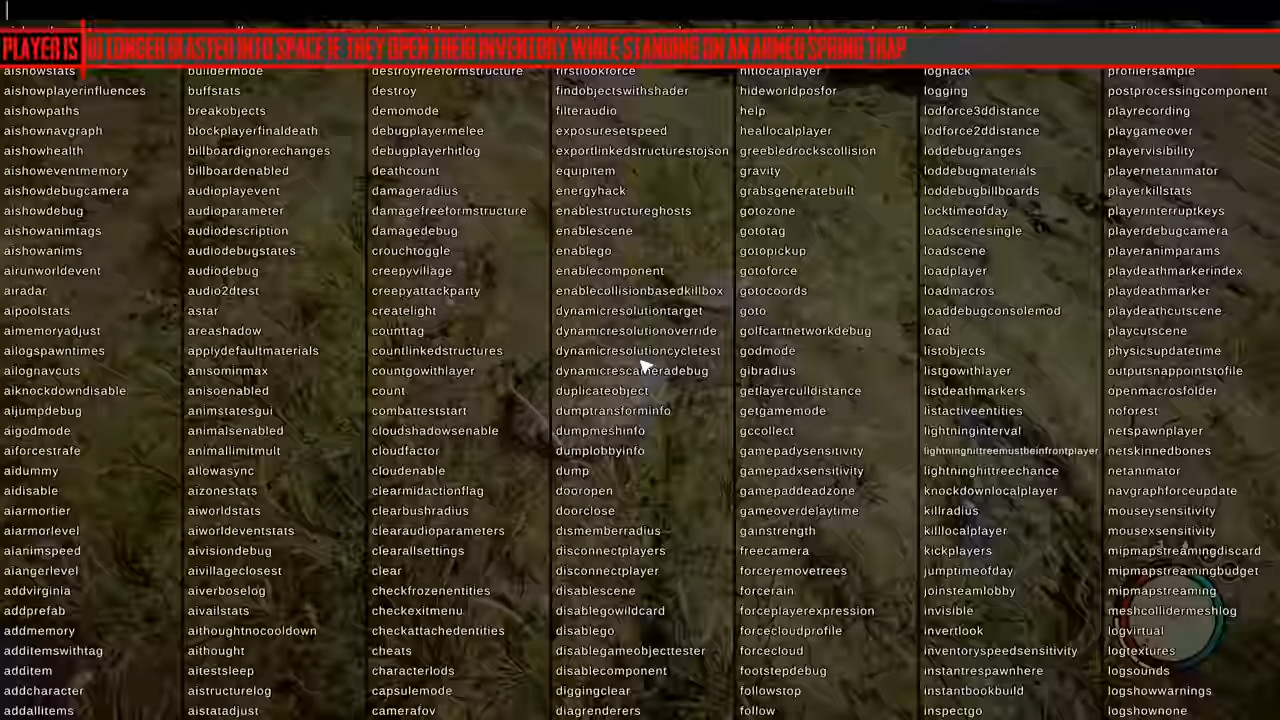 PLAYER IS NO LONGER BLASTED INTO SPACE IF THEY OPEN THEIR INVENTORY WHILE STANDING ON AN ARMED SPRING TRAP
aishowstats
aishowplayerinfluences
aishowpaths
aishownavgraph
aishowhealth
aishoweventmemory
aishowdebugcamera
aishowdebug
aishowanimtags
aishowanims
airunworldevent
airadar
aipoolstats
aimemoryadjust
ailogspawntimes
ailognavcuts
aiknockdowndisable
aijumpdebug
aigodmode
aiforcestrafe
aidummy
aidisable
aiarmortier
aiarmorlevel
aianimspeed
aiangerlevel
addvirginia
addprefab
addmemory
additemswithtag
additem
addcharacter
addallitems
buildermode
buffstats
breakobjects
blockplayerfinaldeath
billboardignorechanges
billboardenabled
audioplayevent
audioparameter
audiodescription
audiodebugstates
audiodebug
audio2dtest
astar
areashadow
applydefaultmaterials
anisominmax
anisoenabled
animstatesgui
animalsenabled
animallimitmult
allowasync
aizonestats
aiworldstats
aiworldeventstats
aivisiondebug
aivillageclosest
aiverboselog
aivailstats
aithoughtnocooldown
aithought
aitestsleep
aistructurelog
aistatadjust
destroyfreeformstructure
destroy
demomode
debugplayermelee
debugplayerhitlog
deathcount
damageradius
damagefreeformstructure
damagedebug
crouchtoggle
creepyvillage
creepyattackparty
createlight
counttag
countlinkedstructures
countgowithlayer
count
combatteststart
cloudshadowsenable
cloudfactor
cloudenable
clearmidactionflag
clearbushradius
clearaudioparameters
clearallsettings
clear
checkfrozenentities
checkexitmenu
checkattachedentities
cheats
characterlods
capsulemode
camerafov
firstlookforce
findobjectswithshader
filteraudio
exposuresetspeed
exportlinkedstructurestojson
equipitem
energyhack
enablestructureghosts
enablescene
enablego
enablecomponent
enablecollisionbasedkillbox
dynamicresolutiontarget
dynamicresolutionoverride
dynamicresolutioncycletest
dynamicrescameradebug
duplicateobject
dumptransforminfo
dumpmeshinfo
dumplobbyinfo
dump
dooropen
doorclose
dismemberradius
disconnectplayers
disconnectplayer
disablescene
disablegowildcard
disablego
disablegameobjecttester
disablecomponent
diggingclear
diagrenderers
hitlocalplayer
hideworldposfor
help
heallocalplayer
greebledrockscollision
gravity
grabsgeneratebuilt
gotozone
gototag
gotopickup
gotoforce
gotocoords
goto
golfcartnetworkdebug
godmode
gibradius
getlayerculldistance
getgamemode
gccollect
gamepadysensitivity
gamepadxsensitivity
gamepaddeadzone
gameoverdelaytime
gainstrength
freecamera
forceremovetrees
forcerain
forceplayerexpression
forcecloudprofile
forcecloud
footstepdebug
followstop
follow
loghack
logging
lodforce3ddistance
lodforce2ddistance
loddebugranges
loddebugmaterials
loddebugbillboards
locktimeofday
loadscenesingle
loadscene
loadplayer
loadmacros
loaddebugconsolemod
load
listobjects
listgowithlayer
listdeathmarkers
listactiveentities
lightninginterval
lightninghittreemustbeinfrontplayer
lightninghittreechance
knockdownlocalplayer
killradius
killlocalplayer
kickplayers
jumptimeofday
joinsteamlobby
invisible
invertlook
inventoryspeedsensitivity
instantrespawnhere
instantbookbuild
inspectgo
profilersample
postprocessingcomponent
playrecording
playgameover
playervisibility
playernetanimator
playerkillstats
playerinterruptkeys
playerdebugcamera
playeranimparams
playdeathmarkerindex
playdeathmarker
playdeathcutscene
playcutscene
physicsupdatetime
outputsnappointstofile
openmacrosfolder
noforest
netspawnplayer
netskinnedbones
netanimator
navgraphforceupdate
mouseysensitivity
mousexsensitivity
mipmapstreamingdiscard
mipmapstreamingbudget
mipmapstreaming
meshcollidermeshlog
logvirtual
logtextures
logsounds
logshowwarnings
logshownone